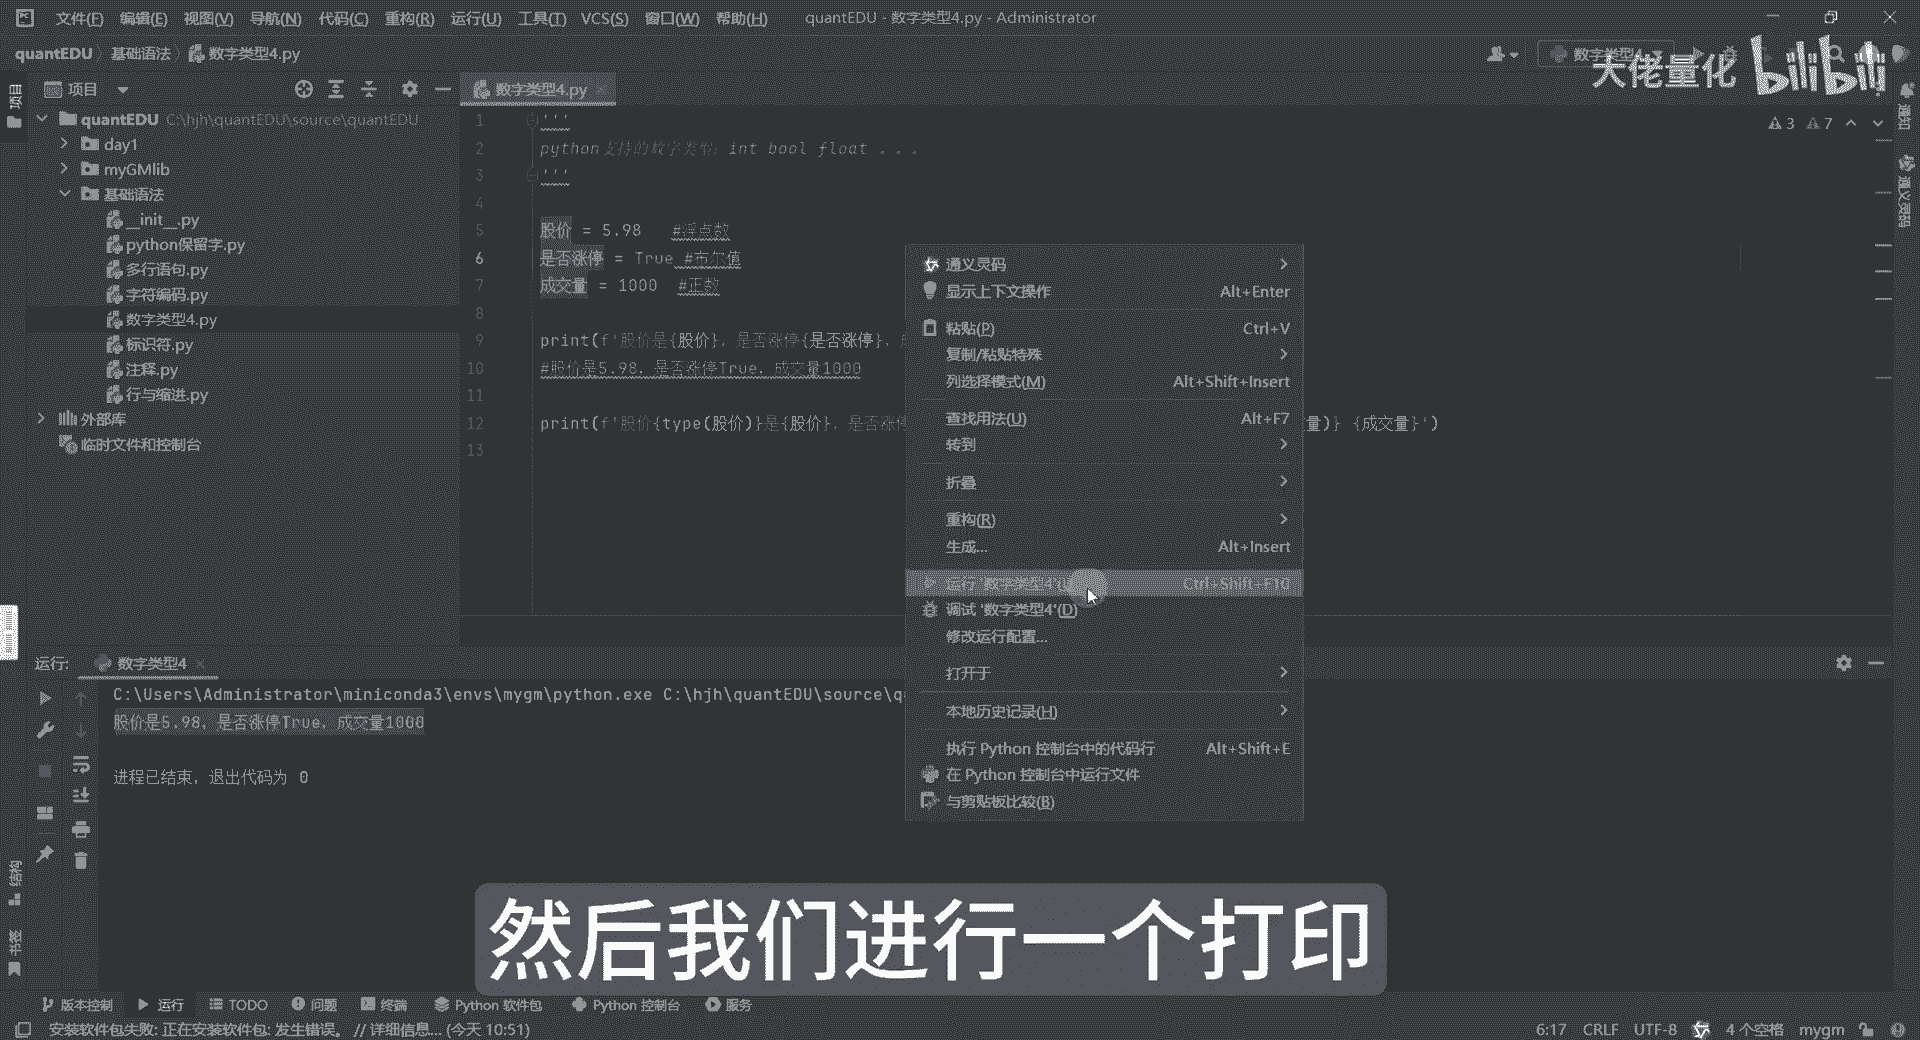 文件(F) 编辑(E) 视图(V) 导航(N) 代码(C) 重构(R) 运行(U) 工具(T) VCS(S) 窗口(W) 帮助(H) quantEDU - 数字类型4.py - Administrator
quantEDU 基础语法 数字类型4.py
数字类型4
大佬量化 bilibili
项目
项目
数字类型4.py
通知
通义灵码
3 7
quantEDU C:\hjh\quantEDU\source\quantEDU
day1
myGMlib
基础语法
__init__.py
python保留字.py
多行语句.py
字符编码.py
数字类型4.py
标识符.py
注释.py
行与缩进.py
外部库
临时文件和控制台
1 '''
2 python支持的数字类型: int bool float 。。。
3 '''
4
5 股价 = 5.98 #浮点数
6 是否涨停 = True #布尔值
7 成交量 = 1000 #正数
8
9 print(f'股价是{股价}, 是否涨停{是否涨停},
10 #股价是5.98, 是否涨停True, 成交量1000
11
12 print(f'股价{type(股价)}是{股价}, 是否涨停 量)} {成交量}')
13
通义灵码
显示上下文操作 Alt+Enter
粘贴(P) Ctrl+V
复制/粘贴特殊
列选择模式(M) Alt+Shift+Insert
查找用法(U) Alt+F7
转到
折叠
重构(R)
生成... Alt+Insert
运行 '数字类型4' Ctrl+Shift+F10
调试 '数字类型4'(D)
修改运行配置...
打开于
本地历史记录(H)
执行 Python 控制台中的代码行 Alt+Shift+E
在 Python 控制台中运行文件
与剪贴板比较(B)
运行: 数字类型4
C:\Users\Administrator\miniconda3\envs\mygm\python.exe C:\hjh\quantEDU\source\q
股价是5.98, 是否涨停True, 成交量1000
进程已结束, 退出代码为 0
结构
书签
然后我们进行一个打印
版本控制 运行 TODO 问题 终端 Python 软件包 Python 控制台 服务
安装软件包失败: 正在安装软件包: 发生错误。 // 详细信息... (今天 10:51) 6:17 CRLF UTF-8 4 个空格 mygm